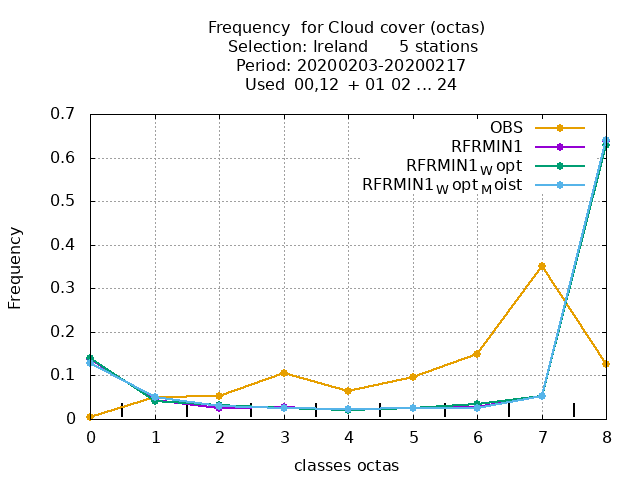 Frequency for Cloud cover (octas)
Selection: Ireland 5 stations
Period: 20200203-20200217
Used 00,12 + 01 02 ... 24
0.7
0.6
0.5
0.4
0.3
0.2
0.1
0
Frequency
OBS
RFRMIN1
RFRMIN1Wopt
RFRMIN1WoptMoist
0 1 2 3 4 5 6 7 8
classes octas